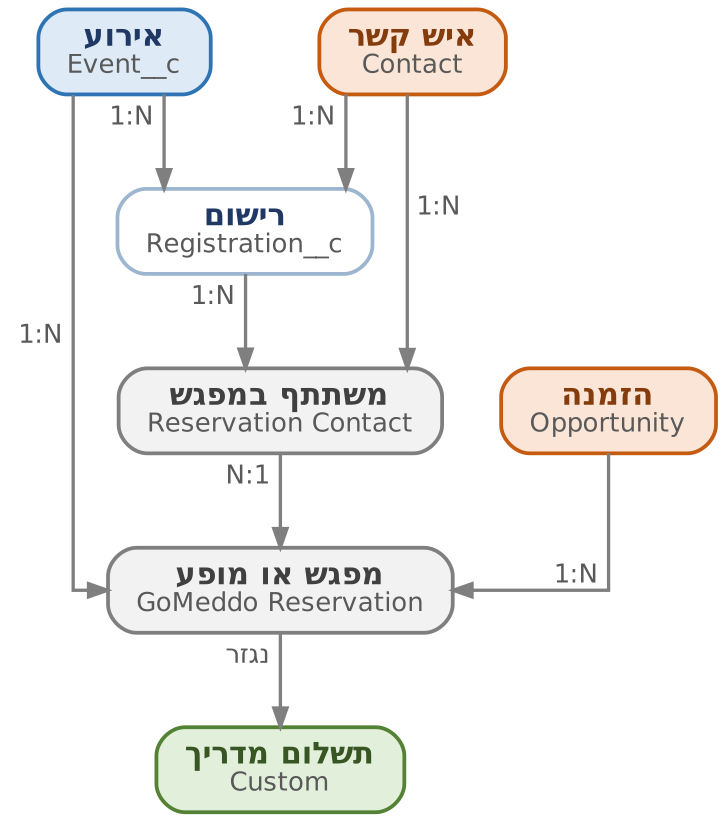 אירוע
Event__c
איש קשר
Contact
1:N
1:N
1:N
רישום
Registration__c
1:N
1:N
משתתף במפגש
Reservation Contact
הזמנה
Opportunity
N:1
מפגש או מופע
GoMeddo Reservation
1:N
נגזר
תשלום מדריך
Custom